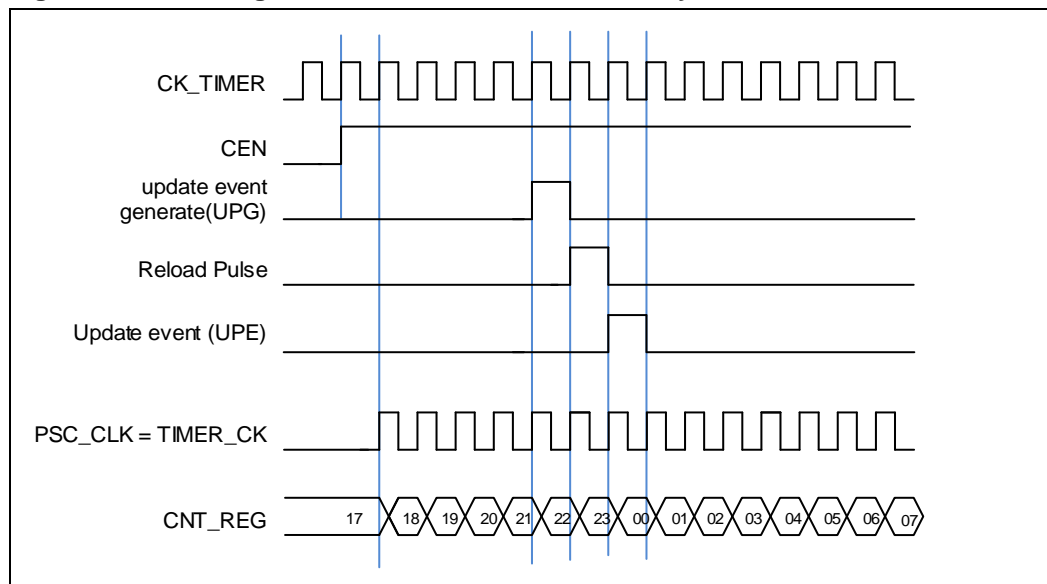 CK_TIMER
CEN
update event
generate(UPG)
Reload Pulse
Update event (UPE)
PSC_CLK = TIMER_CK
CNT_REG 17 18 19 20 21 22 23 00 01 02 03 04 05 06 07